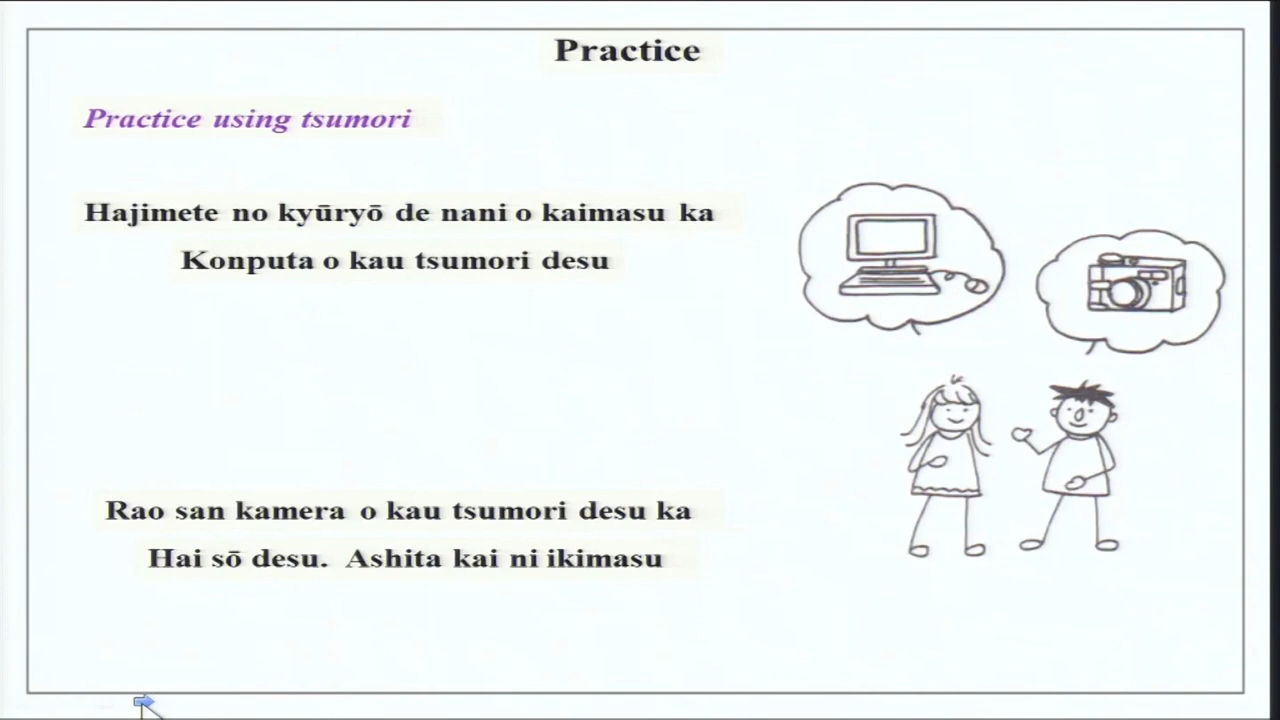 Practice
Practice using tsumori
Hajimete no kyūryō de nani o kaimasu ka
Konputa o kau tsumori desu
Rao san kamera o kau tsumori desu ka
Hai sō desu. Ashita kai ni ikimasu